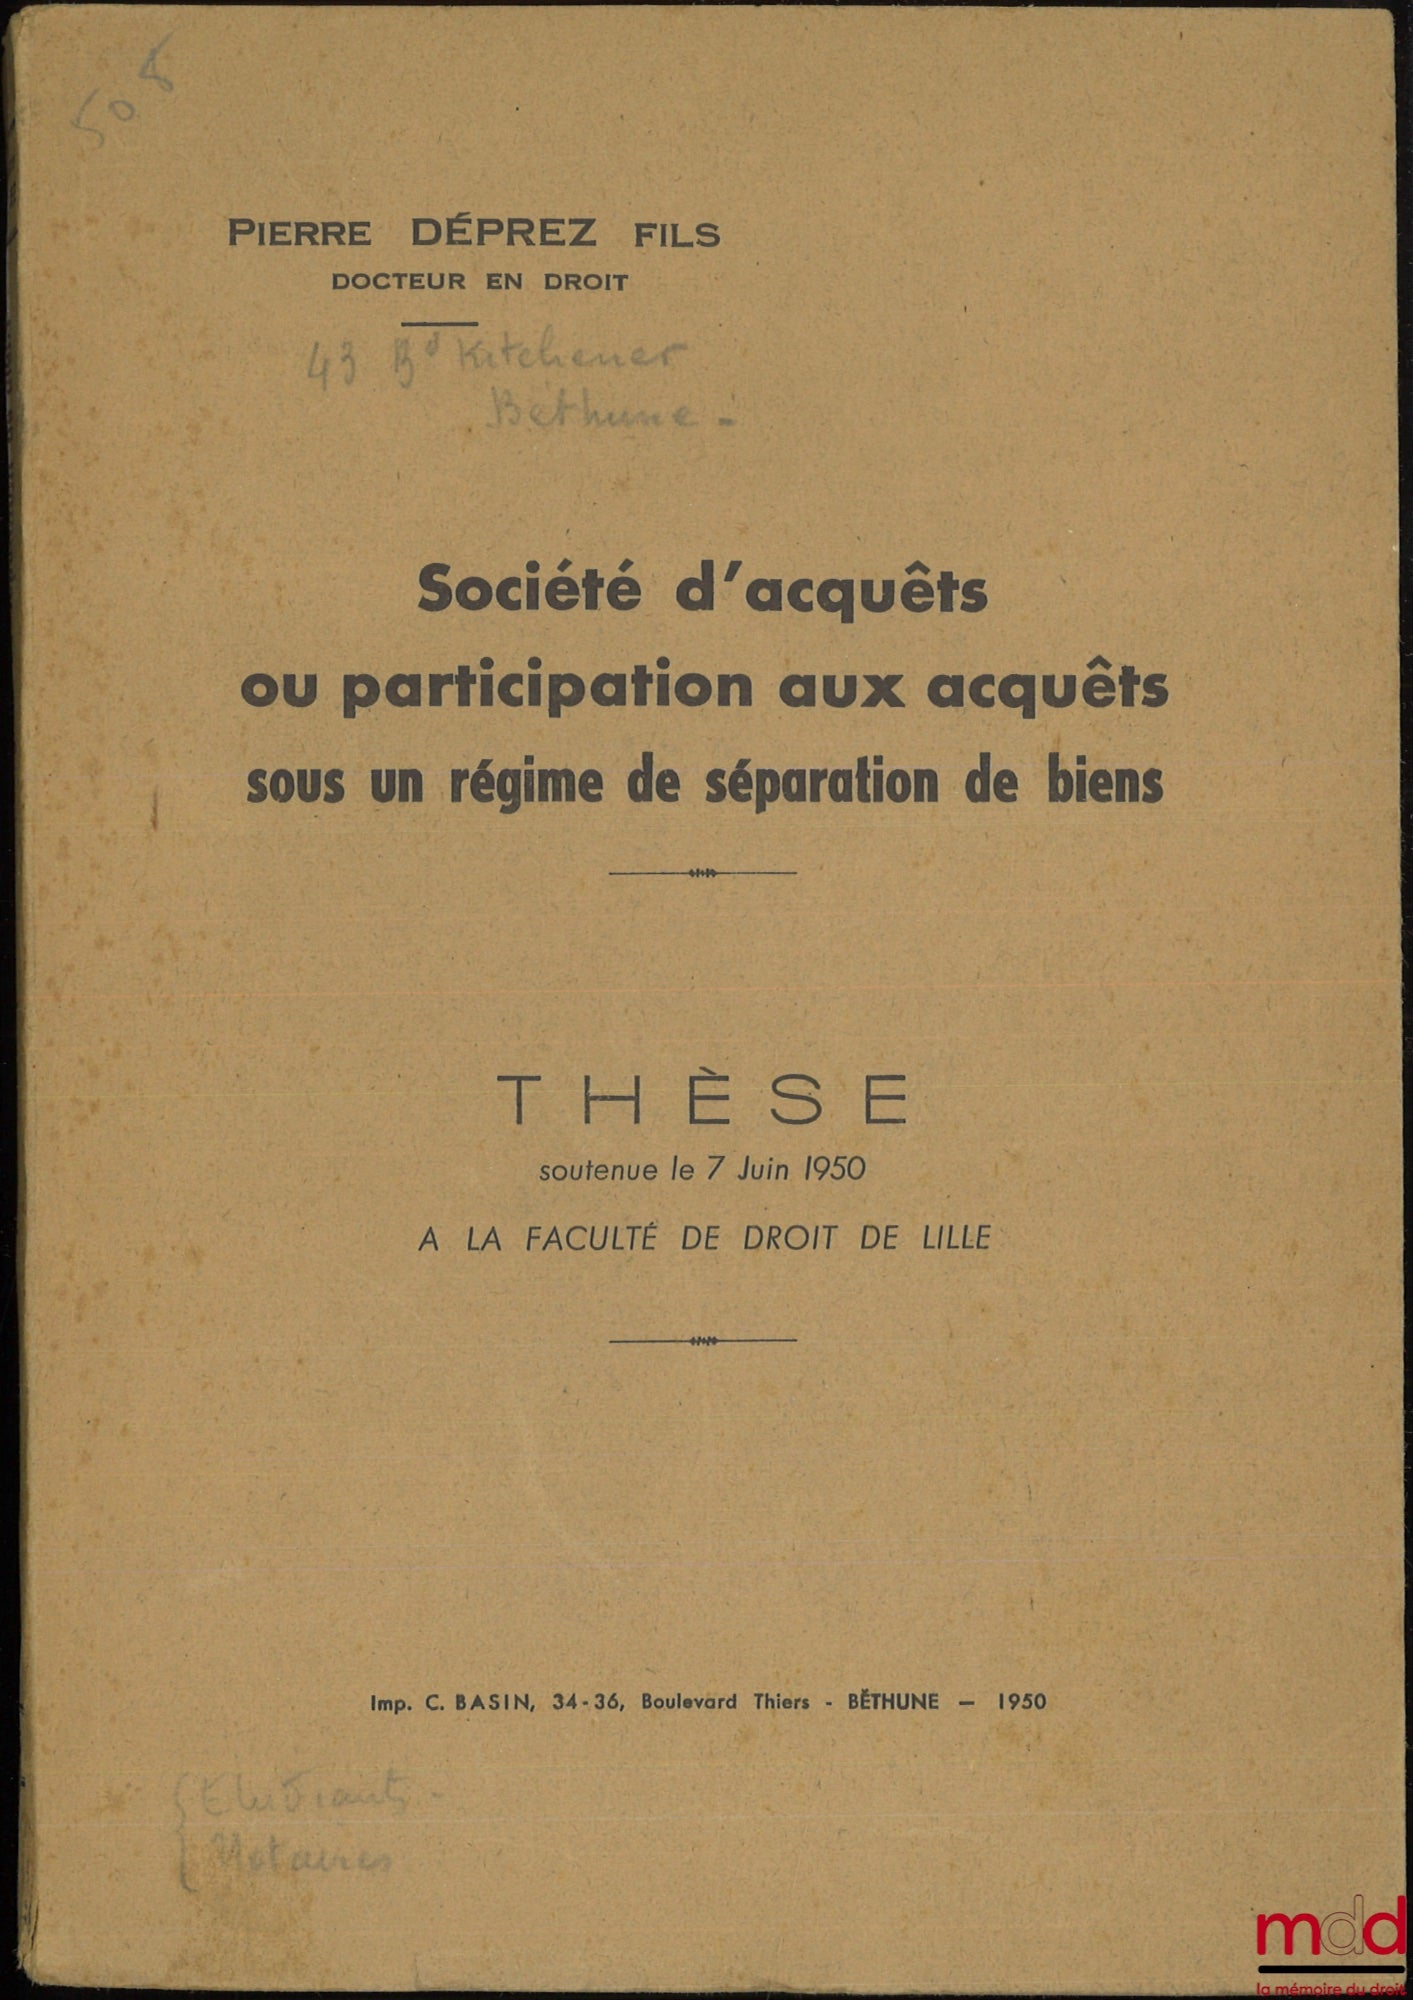 508
PIERRE DÉPREZ FILS
DOCTEUR EN DROIT
43 Bd Kitchener
Béthune -
Société d'acquêts
ou participation aux acquêts
sous un régime de séparation de biens
THÈSE
soutenue le 7 Juin 1950
A LA FACULTÉ DE DROIT DE LILLE
Imp. C. BASIN, 34-36, Boulevard Thiers - BĔTHUNE — 1950
Etudiants -
Notaires
mdd
la mémoire du droit